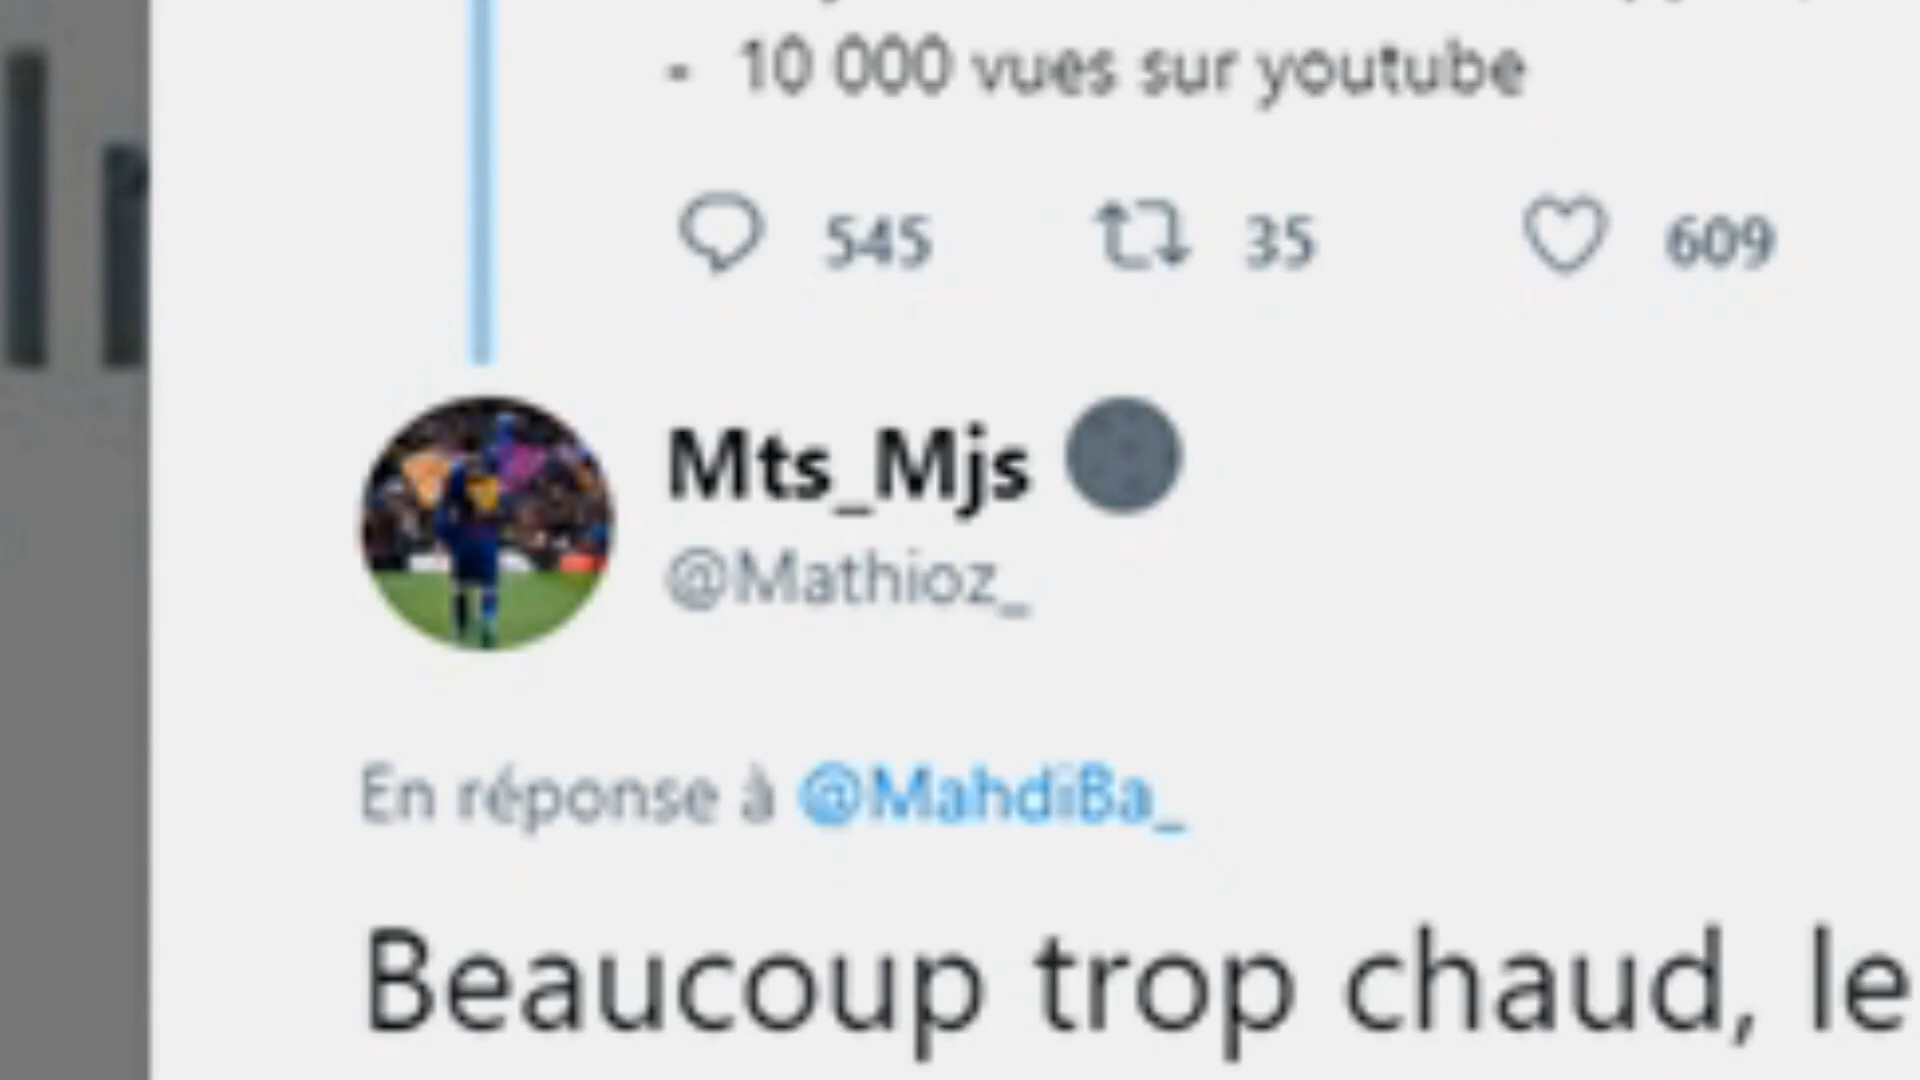 - 10 000 vues sur youtube
545 35 609
Mts_Mjs
@Mathioz_
En réponse à @MahdiBa_
Beaucoup trop chaud, le